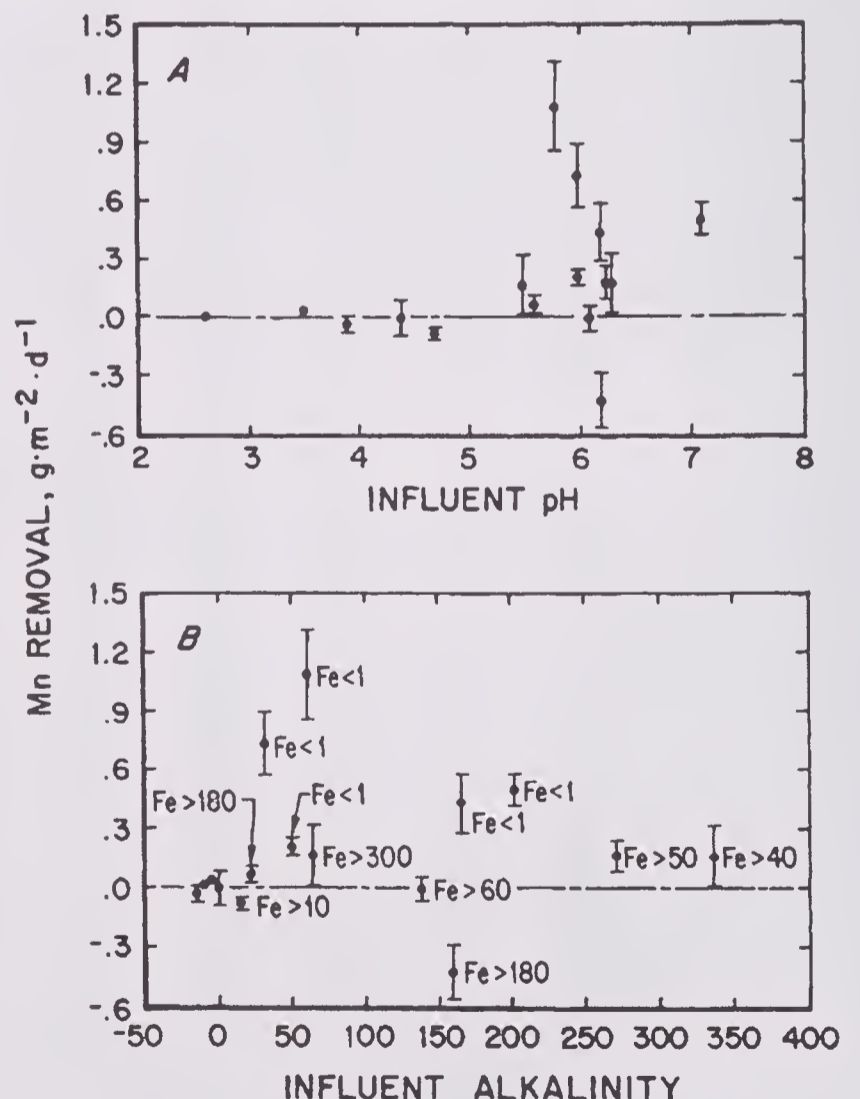 Mn REMOVAL, g·m⁻²·d⁻¹
A
1.5
1.2
.9
.6
.3
.0
-.3
-.6
2 3 4 5 6 7 8
INFLUENT pH
B
1.5
1.2
.9
.6
.3
.0
-.3
-.6
Fe<1
Fe<1
Fe>180
Fe<1
Fe<1
Fe<1
Fe>300
Fe>50
Fe>40
Fe>60
Fe>10
Fe>180
-50 0 50 100 150 200 250 300 350 400
INFLUENT ALKALINITY